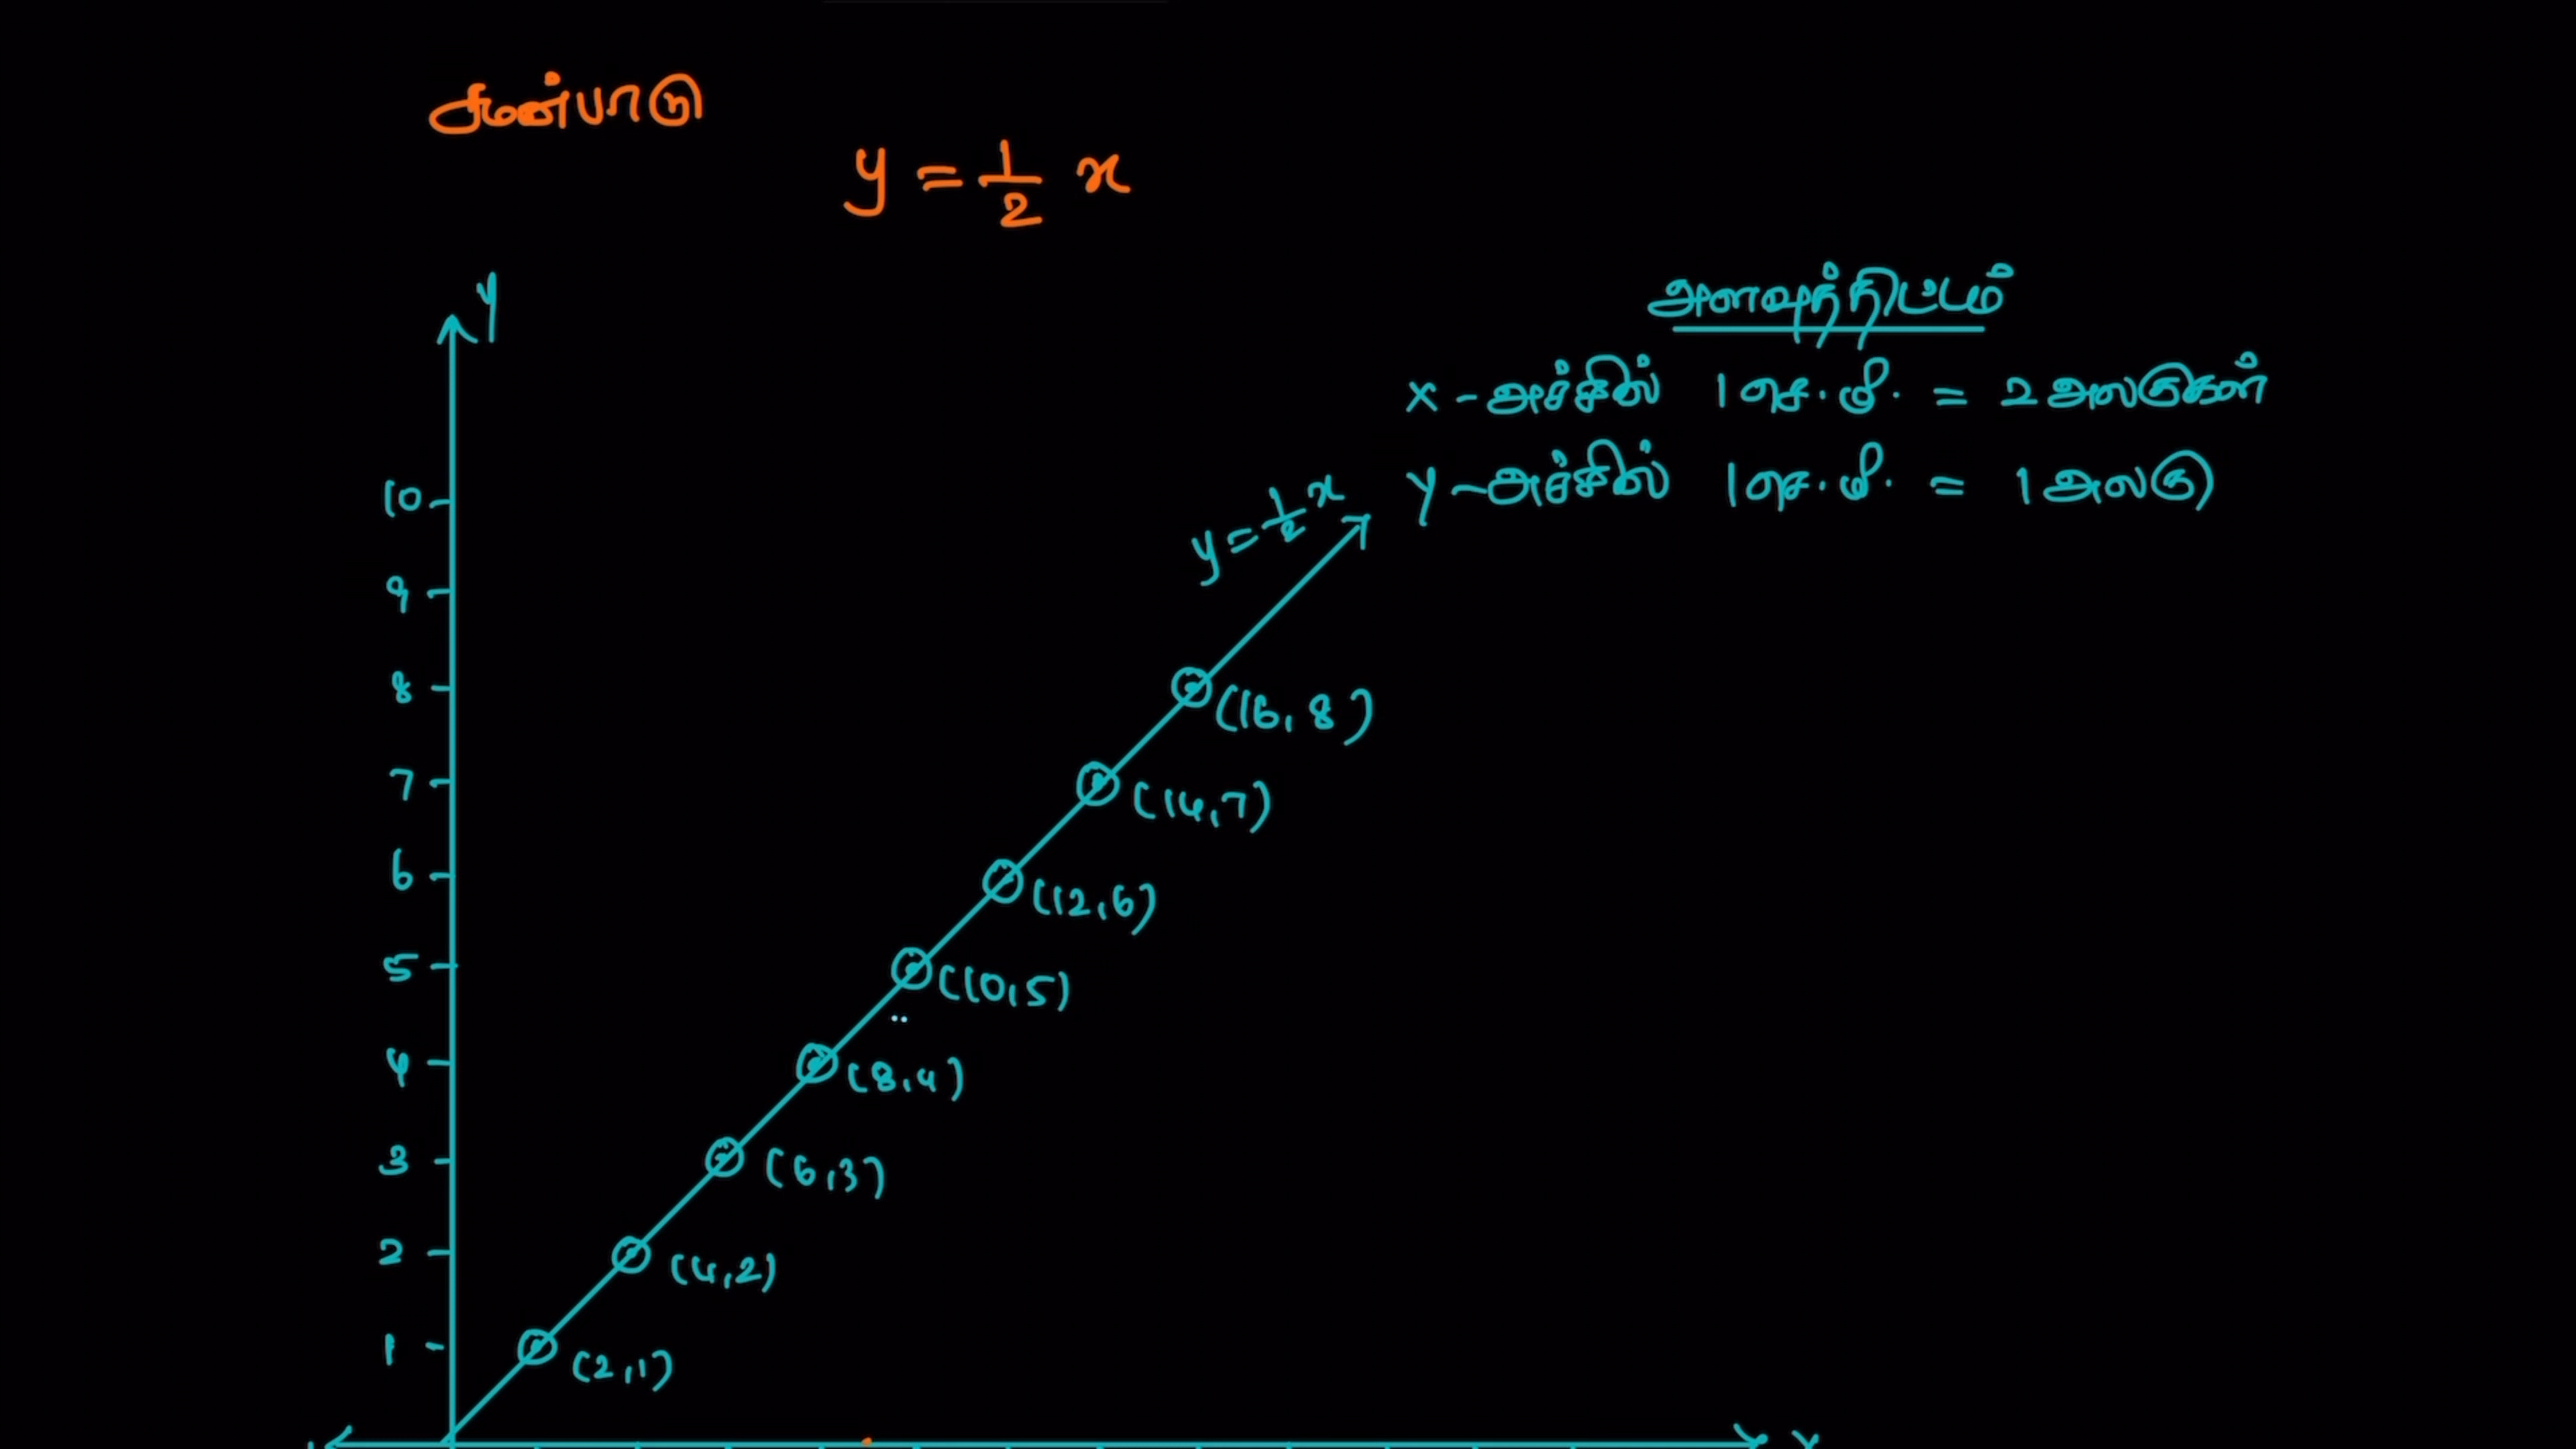 சமன்பாடு
y = 1/2 x
y
அளவுத்திட்டம்
x - அச்சில் 1செ.மீ. = 2 அலகுகள்
y - அச்சில் 1செ.மீ. = 1 அலகு
y = 1/2 x
10
9
8
(16, 8)
7
(14, 7)
6
(12, 6)
5
(10, 5)
4
(8, 4)
3
(6, 3)
2
(4, 2)
1
(2, 1)